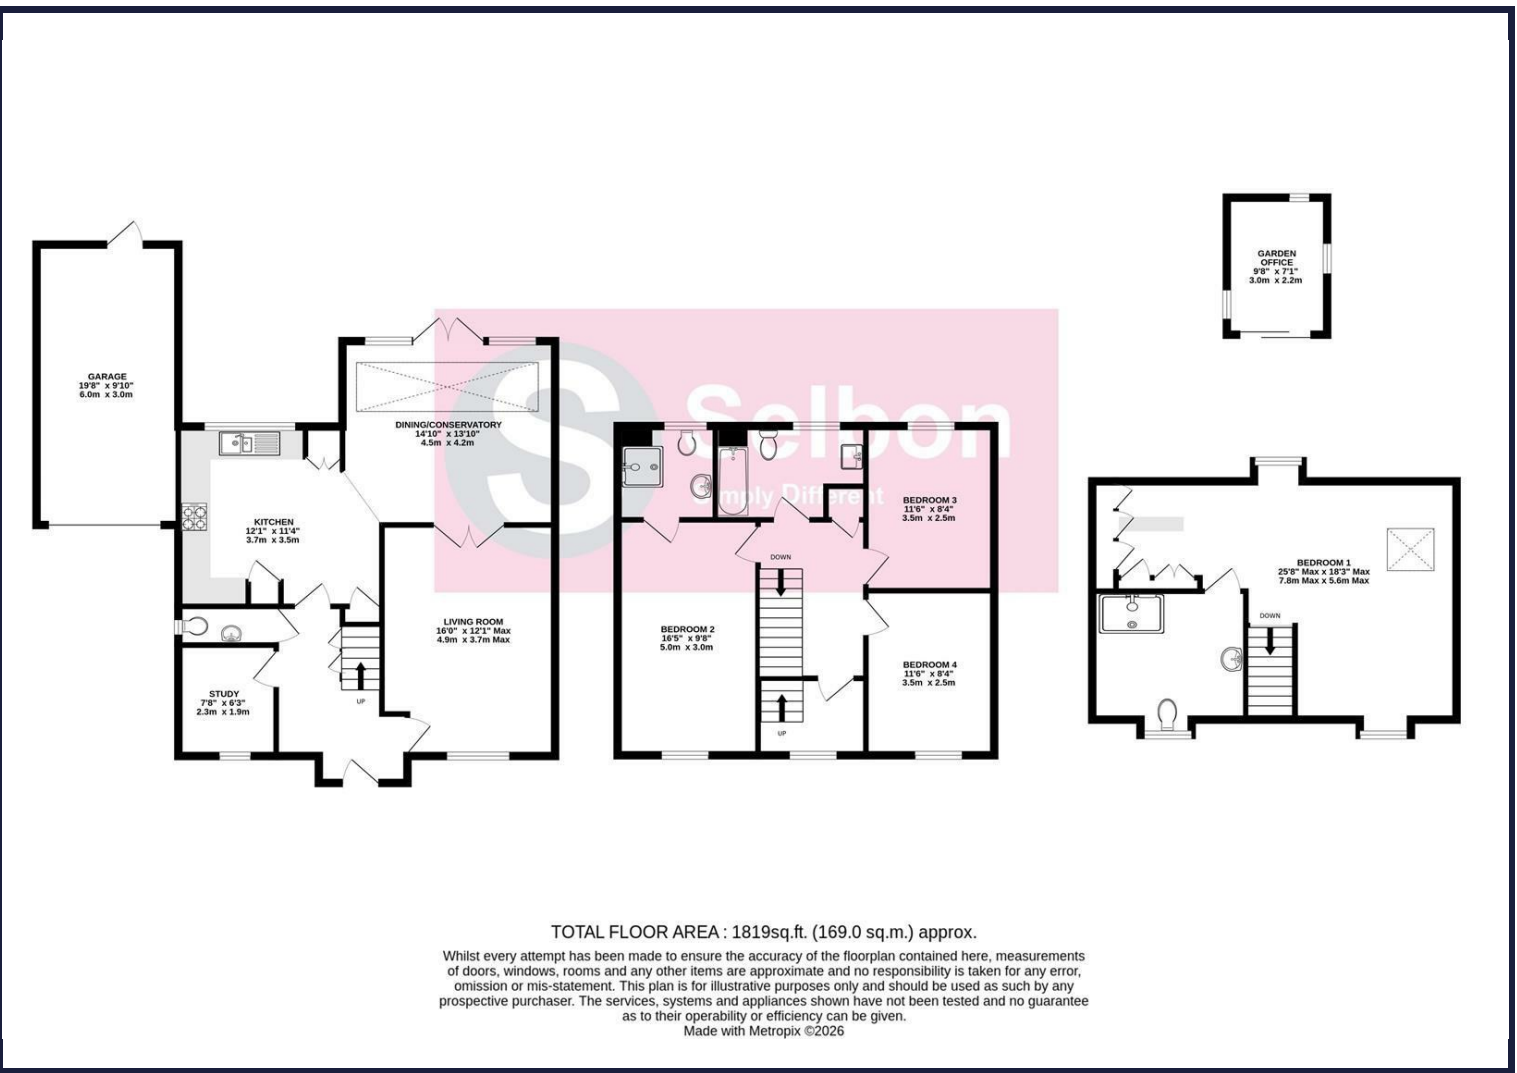 GARDEN
OFFICE
9'8" x 7'1"
3.0m x 2.2m
GARAGE
19'8" x 9'10"
6.0m x 3.0m
DINING/CONSERVATORY
14'10" x 13'10"
4.5m x 4.2m
KITCHEN
12'1" x 11'4"
3.7m x 3.5m
LIVING ROOM
16'0" x 12'1" Max
4.9m x 3.7m Max
STUDY
7'8" x 6'3"
2.3m x 1.9m
UP
S
Selbon
Simply Different
BEDROOM 3
11'6" x 8'4"
3.5m x 2.5m
DOWN
BEDROOM 2
16'5" x 9'8"
5.0m x 3.0m
BEDROOM 4
11'6" x 8'4"
3.5m x 2.5m
UP
BEDROOM 1
25'8" Max x 18'3" Max
7.8m Max x 5.6m Max
DOWN
TOTAL FLOOR AREA : 1819sq.ft. (169.0 sq.m.) approx.
Whilst every attempt has been made to ensure the accuracy of the floorplan contained here, measurements
of doors, windows, rooms and any other items are approximate and no responsibility is taken for any error,
omission or mis-statement. This plan is for illustrative purposes only and should be used as such by any
prospective purchaser. The services, systems and appliances shown have not been tested and no guarantee
as to their operability or efficiency can be given.
Made with Metropix ©2026